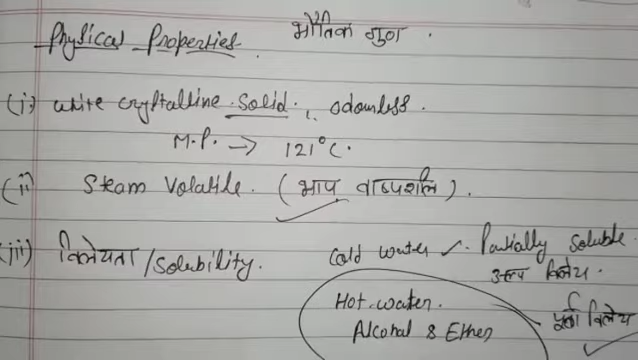 Physical Properties. भौतिक गुण .
(i) white crystalline Solid., odourless.
M.P. → 121°C.
(ii) Steam Volatile. (भाप वाष्पशील).
(iii) विलेयता/Solubility. Cold water Partially Soluble.
अल्प विलेय.
Hot water. पूर्ण विलेय
Alcohol & Ether